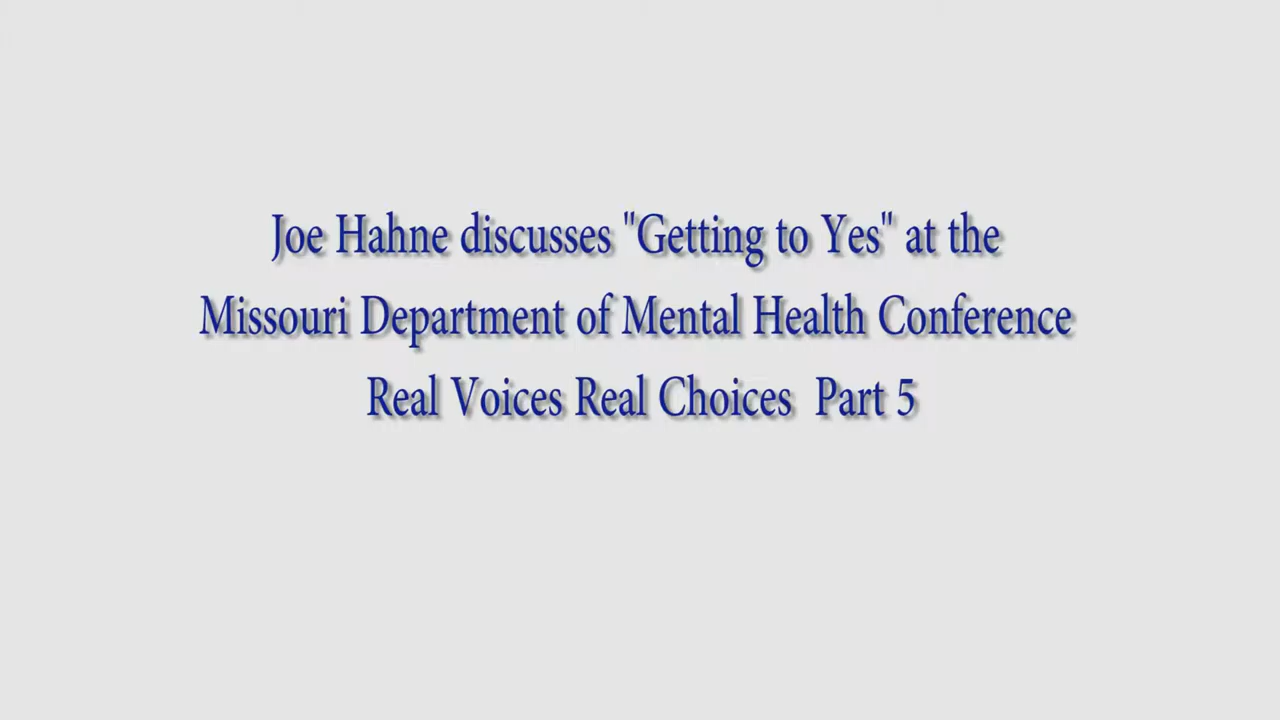 Joe Hahne discusses "Getting to Yes" at the
Missouri Department of Mental Health Conference
Real Voices Real Choices  Part 5